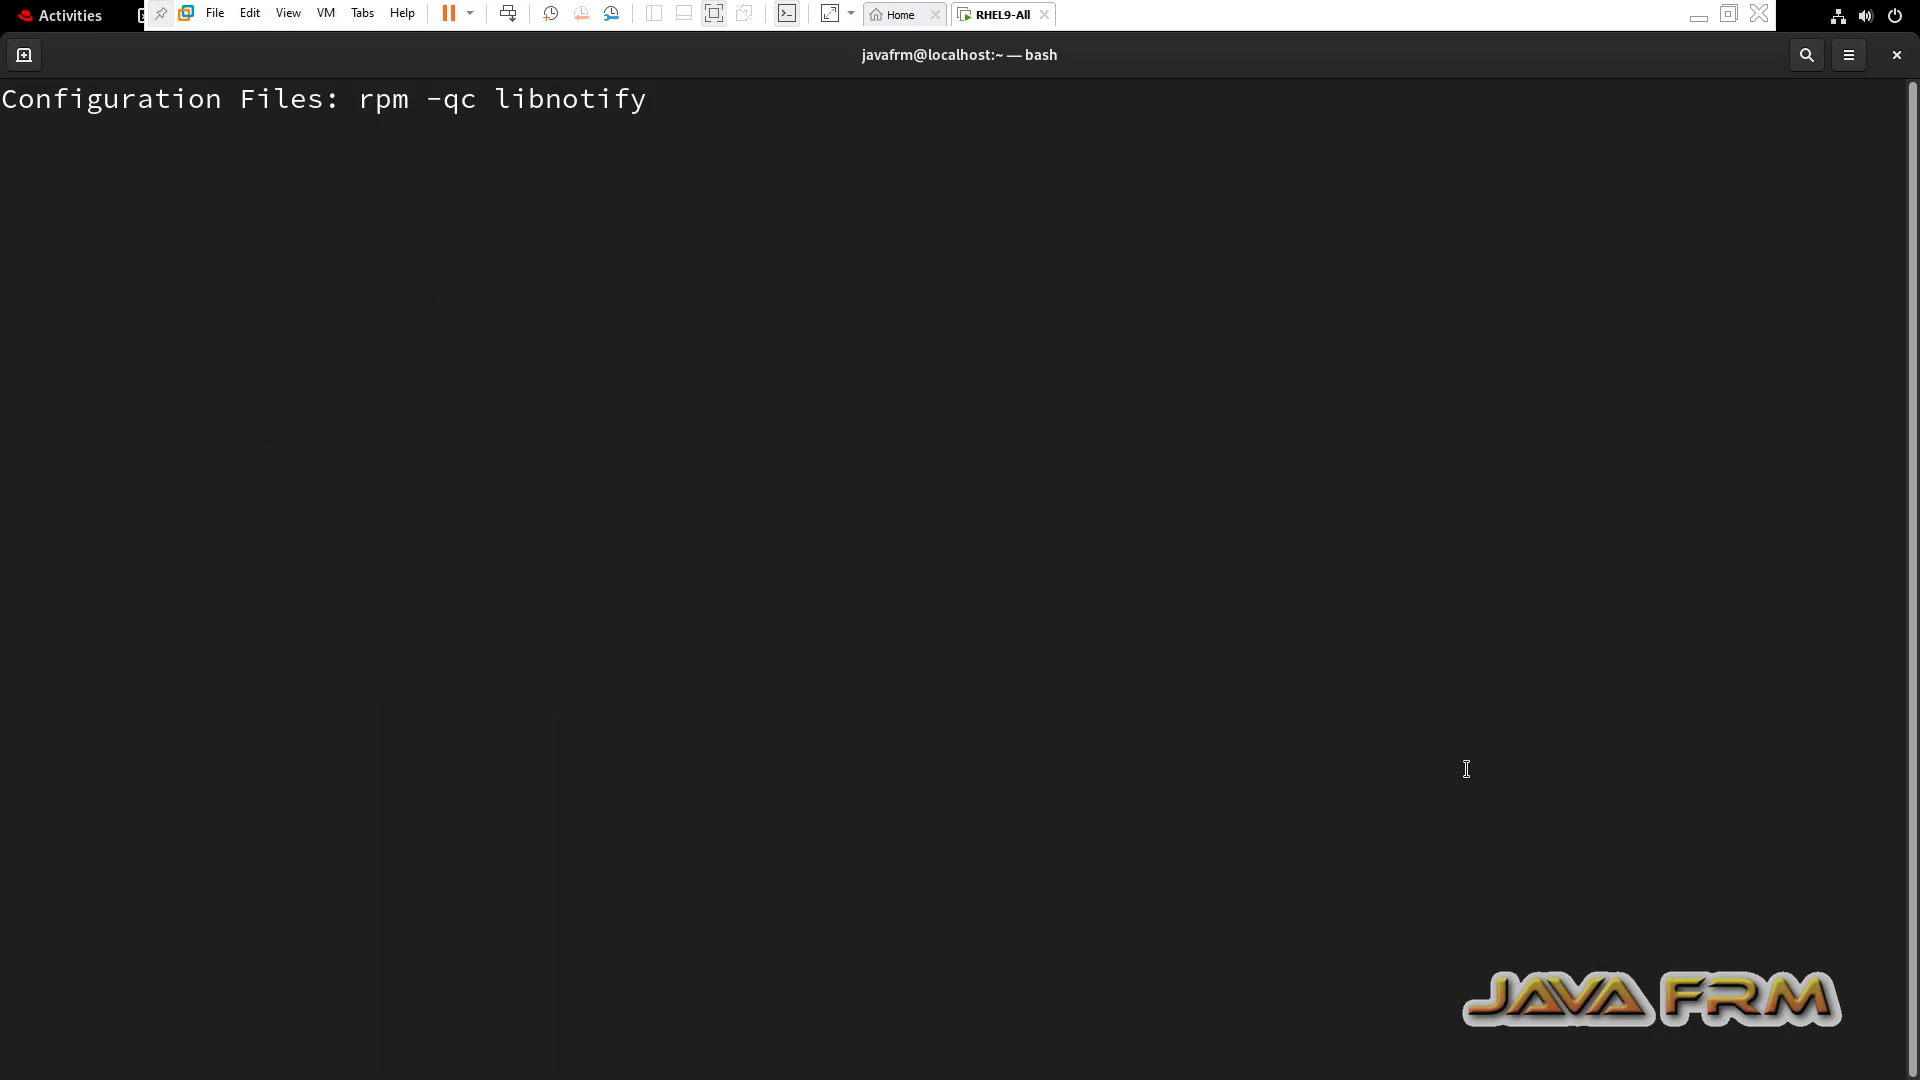 Activities File Edit View VM Tabs Help Home RHEL9-All
javafrm@localhost:~ — bash
Configuration Files: rpm -qc libnotify
JAVA FRM